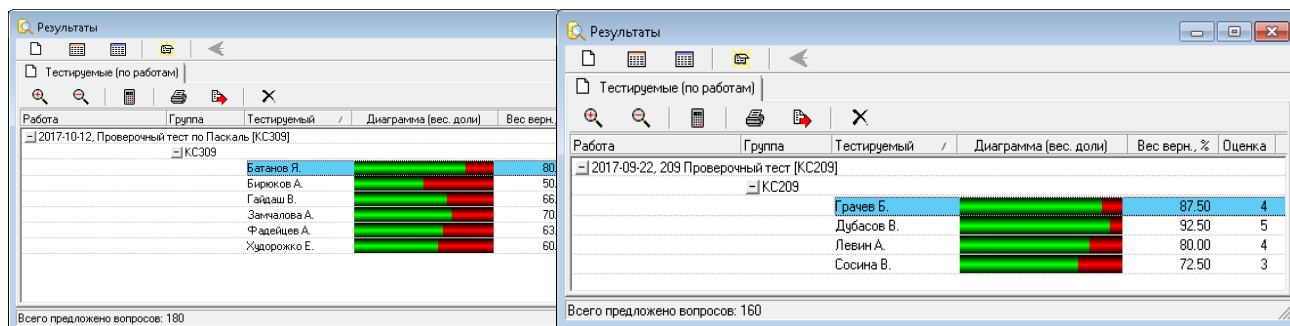 Результаты
Тестируемые (по работам)
Работа Группа Тестируемый Диаграмма (вес. доли) Вес верн.,
2017-10-12, Проверочный тест по Паскаль [КС309]
КС309
Батанов Я. 80.
Бирюков А. 50.
Гайдаш В. 66.
Замчалова А. 70.
Фадейцев А. 63.
Худорожко Е. 60.
Всего предложено вопросов: 180
Результаты
Тестируемые (по работам)
Работа Группа Тестируемый Диаграмма (вес. доли) Вес верн., % Оценка
2017-09-22, 209 Проверочный тест [КС209]
КС209
Грачев Б. 87.50 4
Дубасов В. 92.50 5
Левин А. 80.00 4
Сосина В. 72.50 3
Всего предложено вопросов: 160